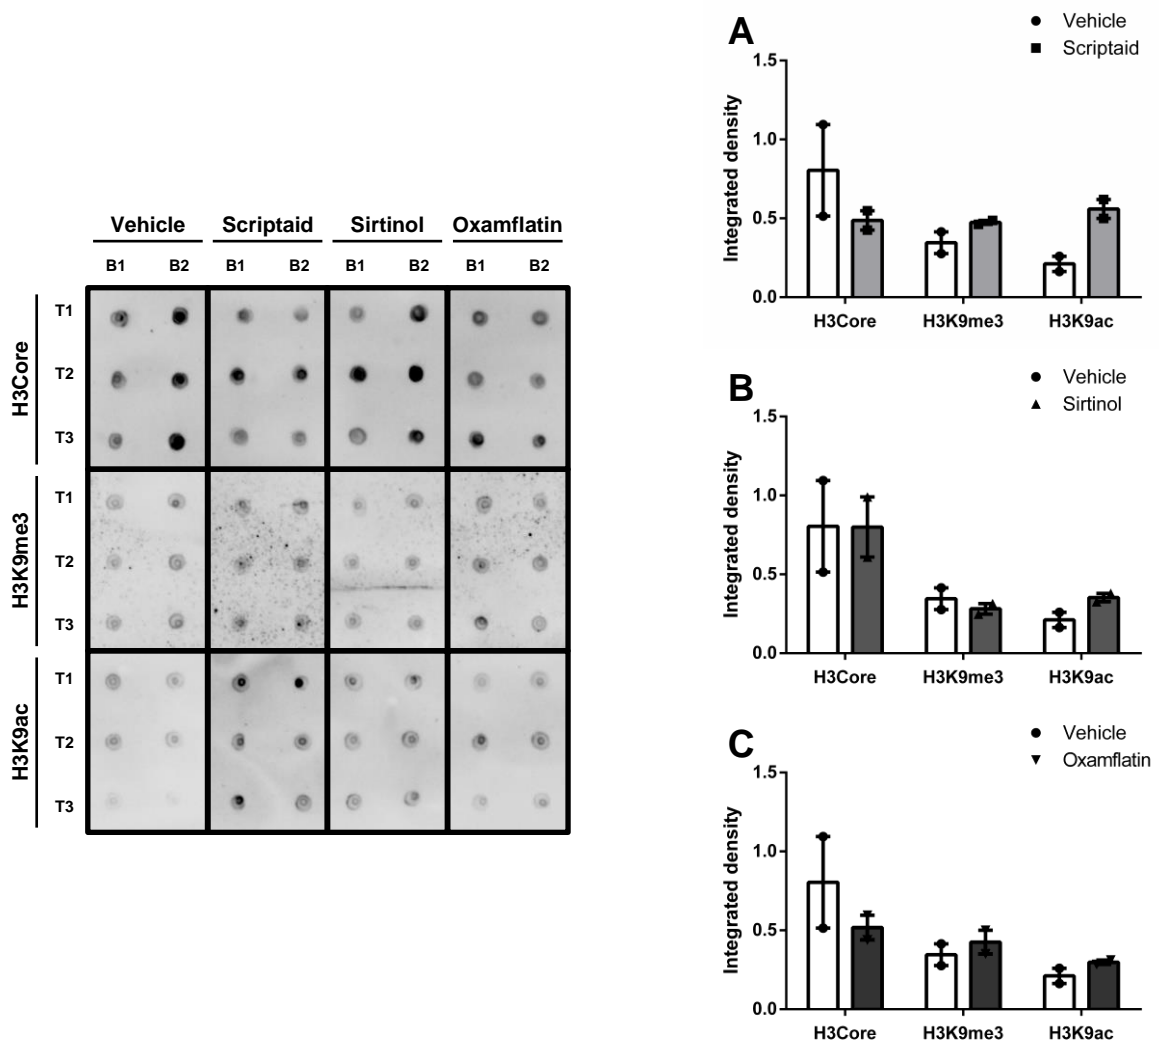 Vehicle Scriptaid Sirtinol Oxamflatin
B1 B2 B1 B2 B1 B2 B1 B2
H3Core
T1
T2
T3
H3K9me3
T1
T2
T3
H3K9ac
T1
T2
T3
A
Vehicle
Scriptaid
Integrated density
1.5
1.0
0.5
0.0
H3Core H3K9me3 H3K9ac
B
Vehicle
Sirtinol
Integrated density
1.5
1.0
0.5
0.0
H3Core H3K9me3 H3K9ac
C
Vehicle
Oxamflatin
Integrated density
1.5
1.0
0.5
0.0
H3Core H3K9me3 H3K9ac